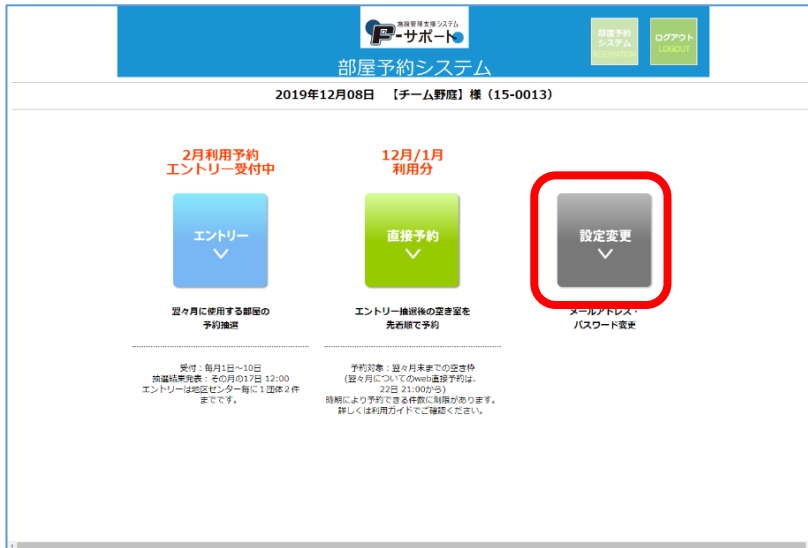 施設管理支援システム
F-サポート
部屋予約システム
部屋予約
システム
RESERVATION
ログアウト
LOGOUT
2019年12月08日 【チーム野庭】様（15-0013）
2月利用予約
エントリー受付中
エントリー
翌々月に使用する部屋の
予約抽選
受付：毎月1日～10日
抽選結果発表：その月の17日 12:00
エントリーは地区センター毎に１団体２件
までです。
12月/1月
利用分
直接予約
エントリー抽選後の空き室を
先着順で予約
予約対象：翌々月末までの空き枠
(翌々月についてのweb直接予約は、
22日 21:00から)
時期により予約できる件数に制限があります。
詳しくは利用ガイドでご確認ください。
設定変更
メールアドレス・
パスワード変更